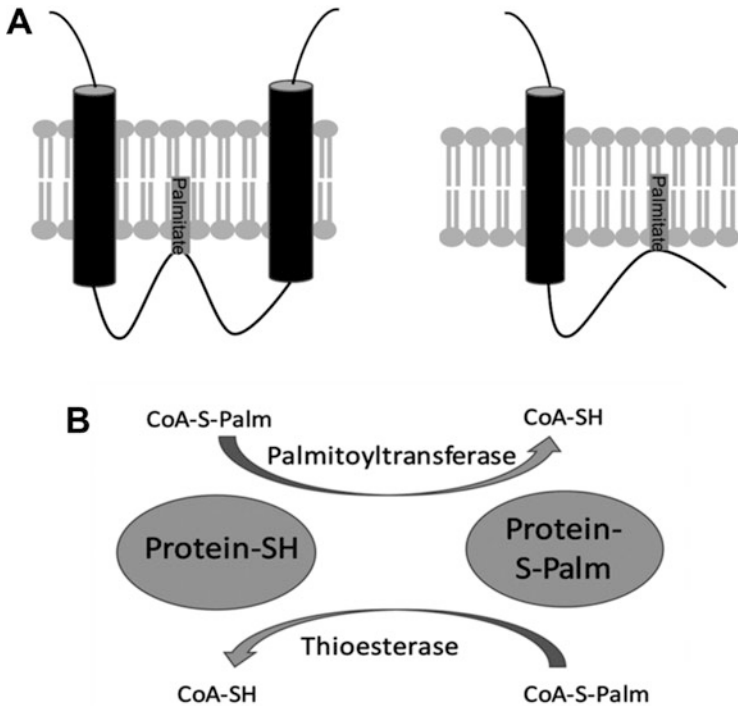 A
Palmitate
Palmitate
B
CoA-S-Palm
CoA-SH
Palmitoyltransferase
Protein-SH
Protein-
S-Palm
Thioesterase
CoA-SH
CoA-S-Palm